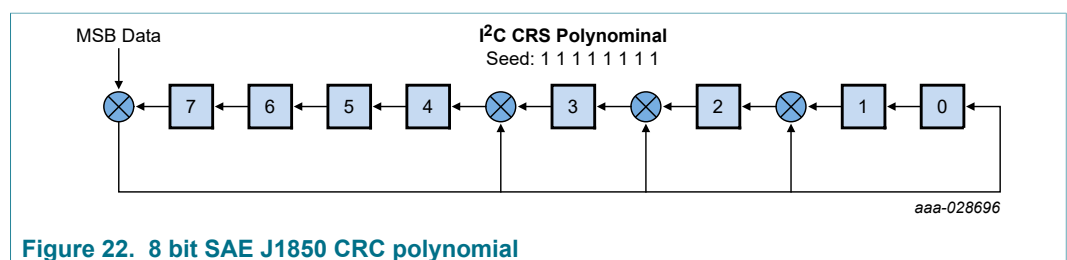 MSB Data
I²C CRS Polynominal
Seed: 1 1 1 1 1 1 1 1
7 6 5 4 3 2 1 0
aaa-028696
Figure 22. 8 bit SAE J1850 CRC polynomial